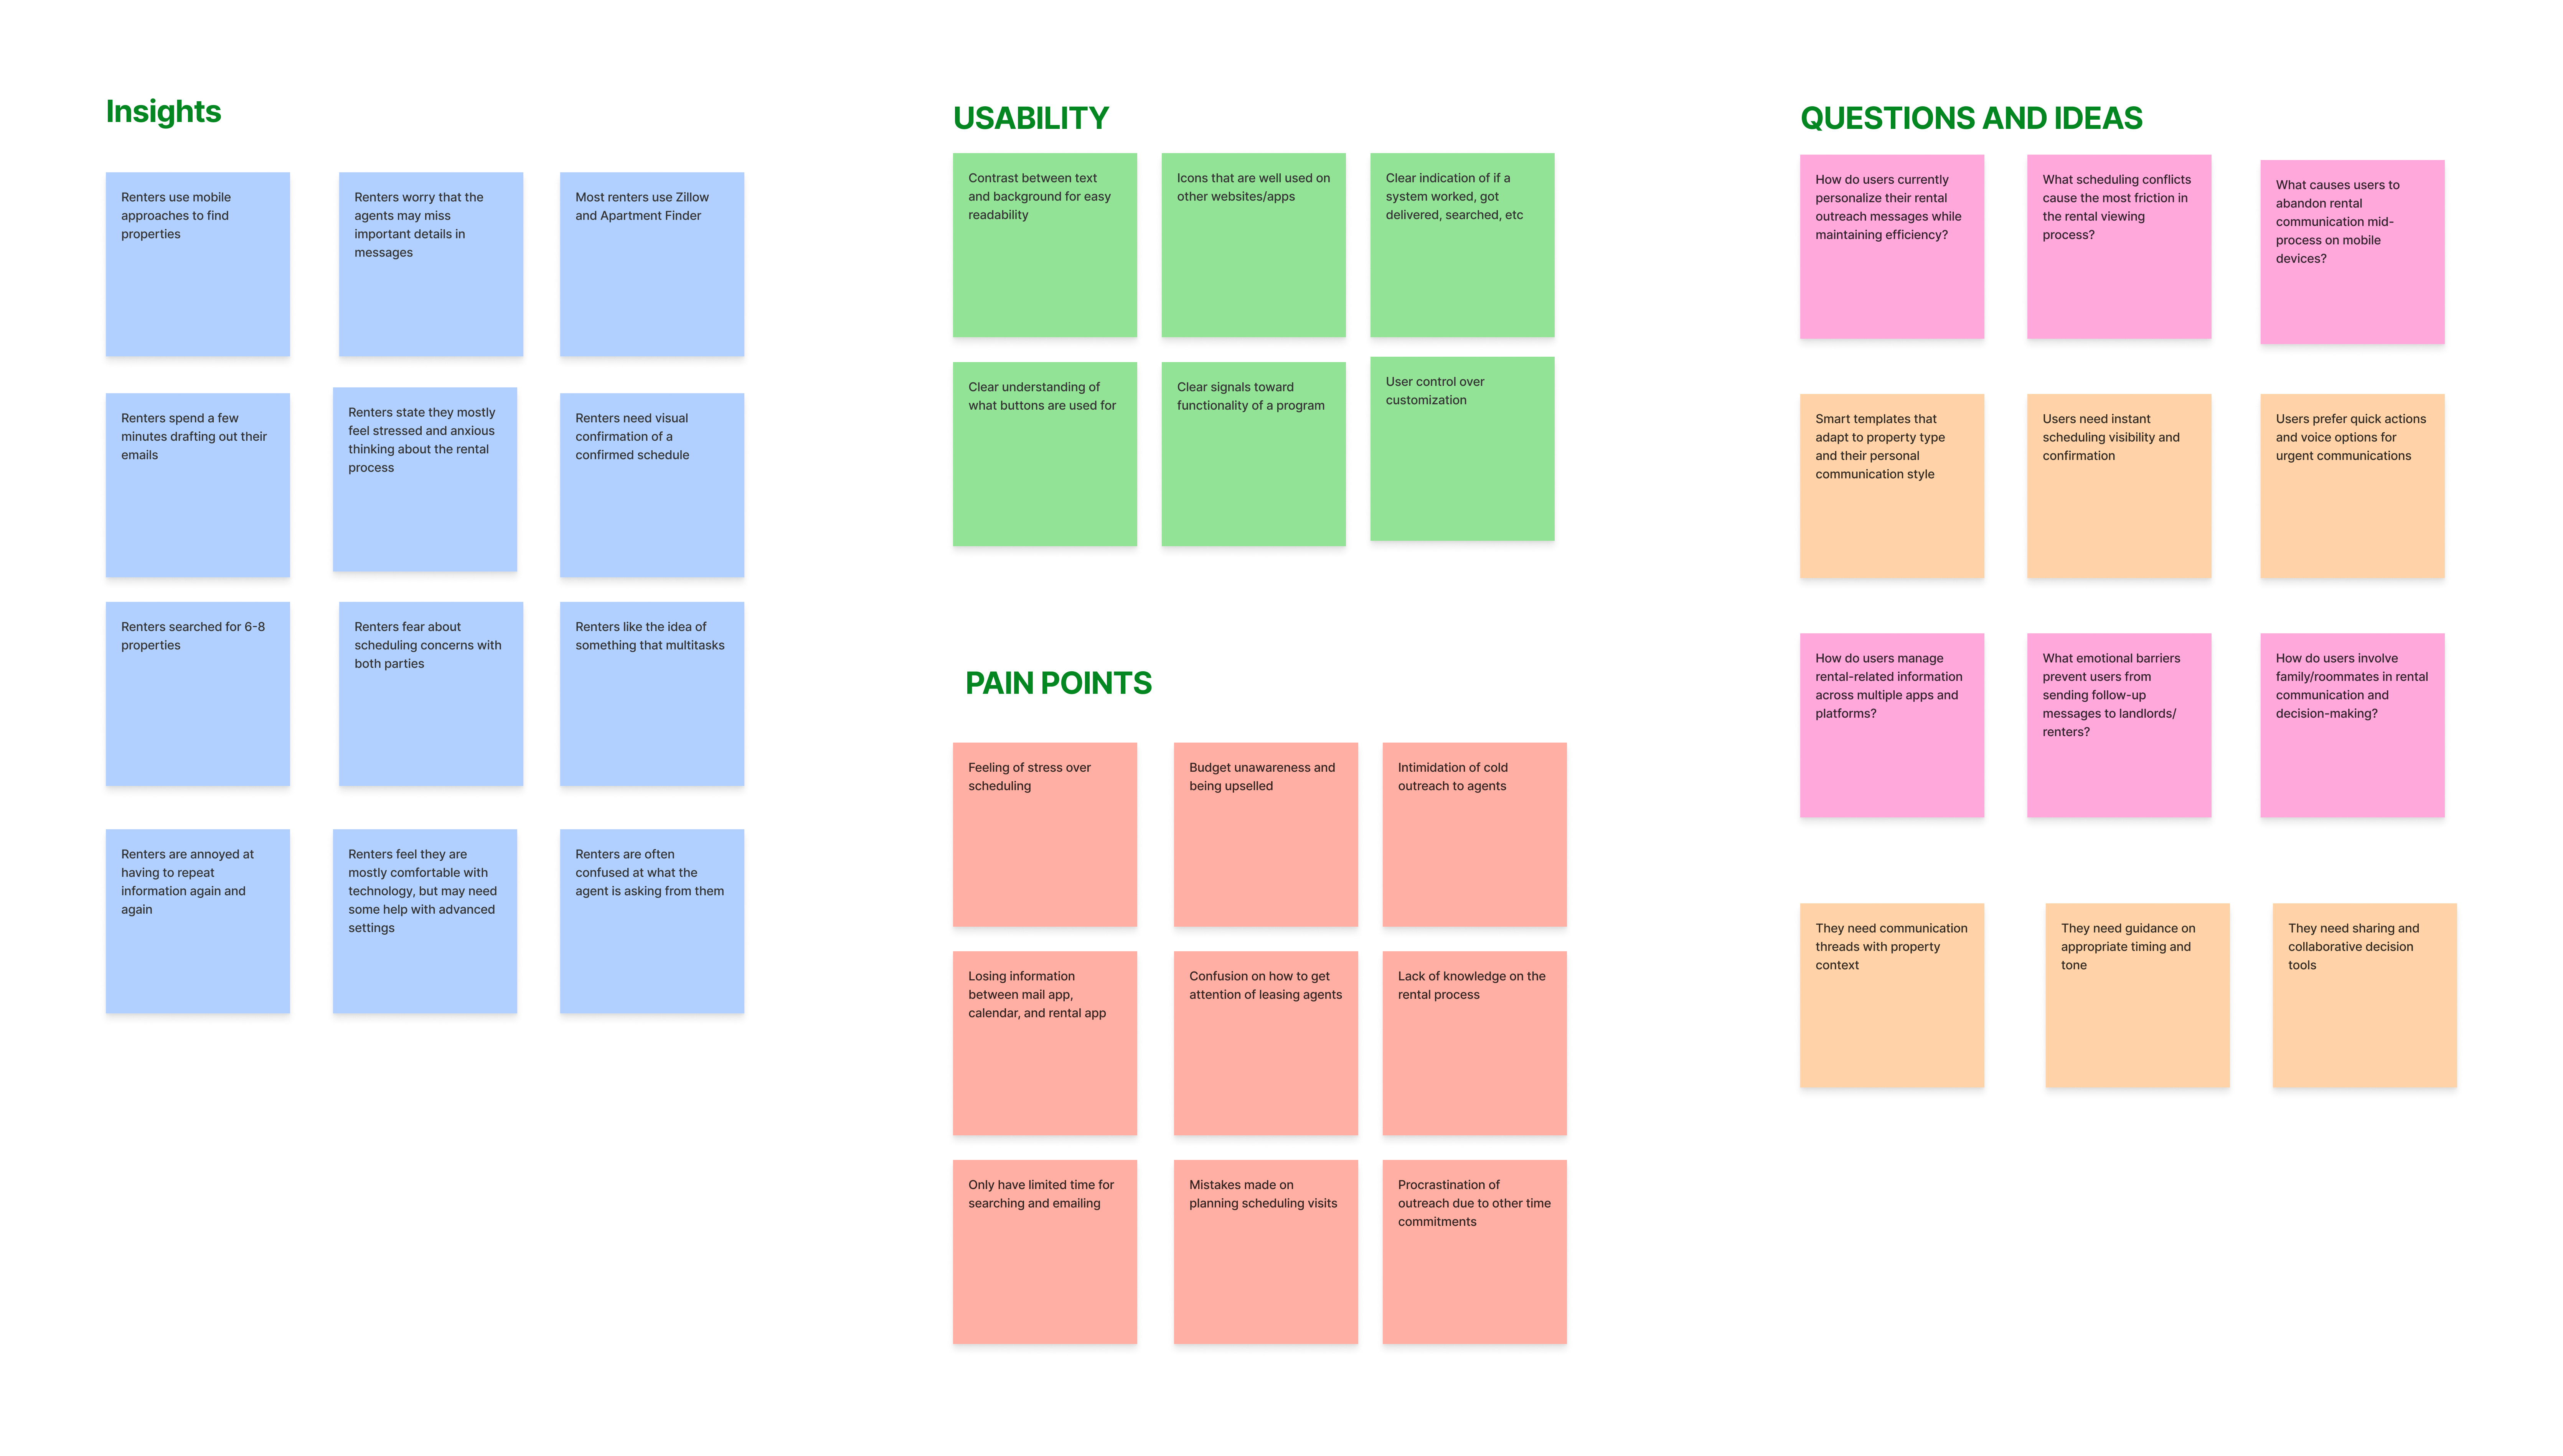 Insights
Renters use mobile
approaches to find
properties
Renters worry that the
agents may miss
important details in
messages
Most renters use Zillow
and Apartment Finder
Renters spend a few
minutes drafting out their
emails
Renters state they mostly
feel stressed and anxious
thinking about the rental
process
Renters need visual
confirmation of a
confirmed schedule
Renters searched for 6-8
properties
Renters fear about
scheduling concerns with
both parties
Renters like the idea of
something that multitasks
Renters are annoyed at
having to repeat
information again and
again
Renters feel they are
mostly comfortable with
technology, but may need
some help with advanced
settings
Renters are often
confused at what the
agent is asking from them
USABILITY
Contrast between text
and background for easy
readability
Icons that are well used on
other websites/apps
Clear indication of if a
system worked, got
delivered, searched, etc
Clear understanding of
what buttons are used for
Clear signals toward
functionality of a program
User control over
customization
PAIN POINTS
Feeling of stress over
scheduling
Budget unawareness and
being upselled
Intimidation of cold
outreach to agents
Losing information
between mail app,
calendar, and rental app
Confusion on how to get
attention of leasing agents
Lack of knowledge on the
rental process
Only have limited time for
searching and emailing
Mistakes made on
planning scheduling visits
Procrastination of
outreach due to other time
commitments
QUESTIONS AND IDEAS
How do users currently
personalize their rental
outreach messages while
maintaining efficiency?
What scheduling conflicts
cause the most friction in
the rental viewing
process?
What causes users to
abandon rental
communication mid-
process on mobile
devices?
Smart templates that
adapt to property type
and their personal
communication style
Users need instant
scheduling visibility and
confirmation
Users prefer quick actions
and voice options for
urgent communications
How do users manage
rental-related information
across multiple apps and
platforms?
What emotional barriers
prevent users from
sending follow-up
messages to landlords/
renters?
How do users involve
family/roommates in rental
communication and
decision-making?
They need communication
threads with property
context
They need guidance on
appropriate timing and
tone
They need sharing and
collaborative decision
tools